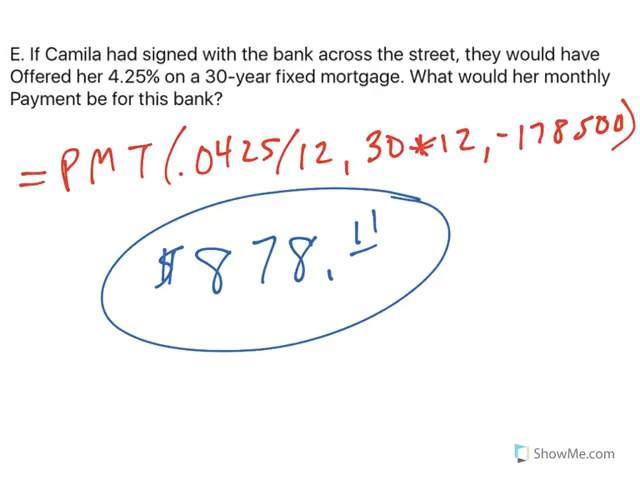 E. If Camila had signed with the bank across the street, they would have
Offered her 4.25% on a 30-year fixed mortgage. What would her monthly
Payment be for this bank?
= PMT (.0425/12, 30*12, -178500)
$878.11
ShowMe.com